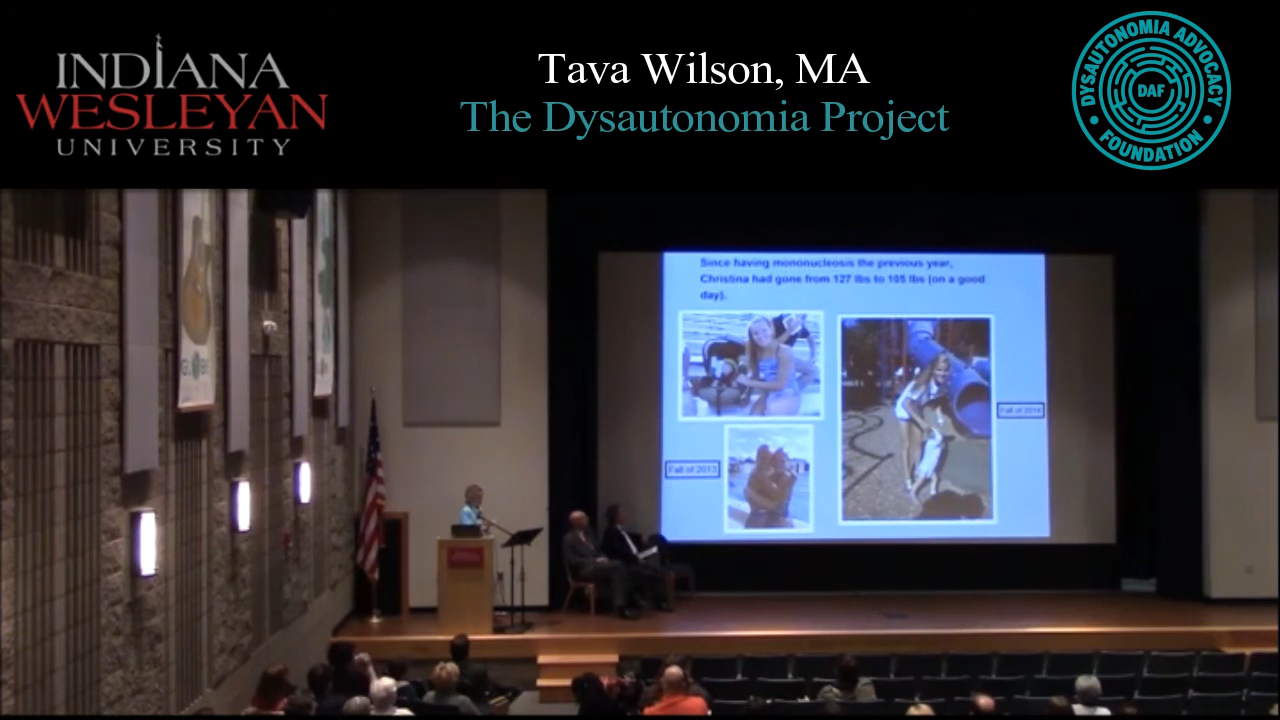 INDIANA
WESLEYAN
UNIVERSITY
Tava Wilson, MA
The Dysautonomia Project
DYSAUTONOMIA ADVOCACY
DAF
• FOUNDATION •
Since having mononucleosis the previous year,
Christina had gone from 127 lbs to 105 lbs (on a good
day).
Fall of 2014
Fall of 2013